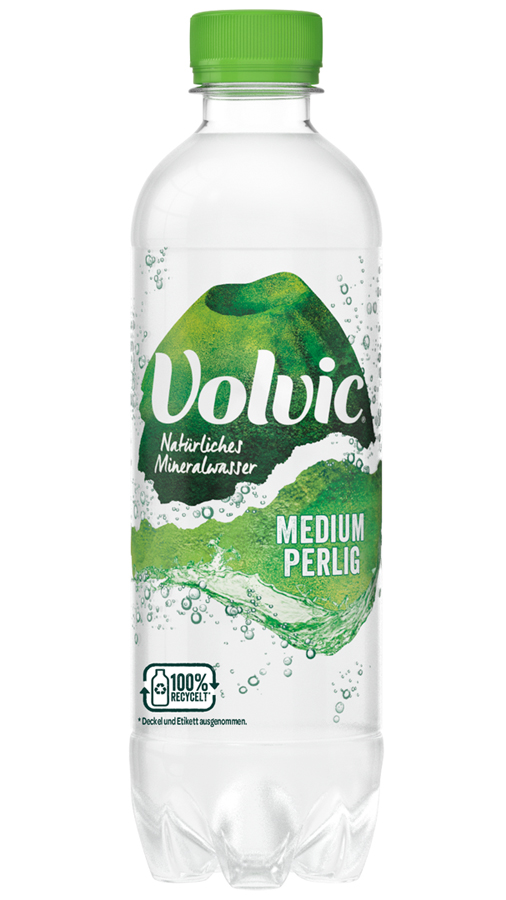 Volvic®
Natürliches
Mineralwasser
MEDIUM
PERLIG
100%
RECYCELT*
* Deckel und Etikett ausgenommen.